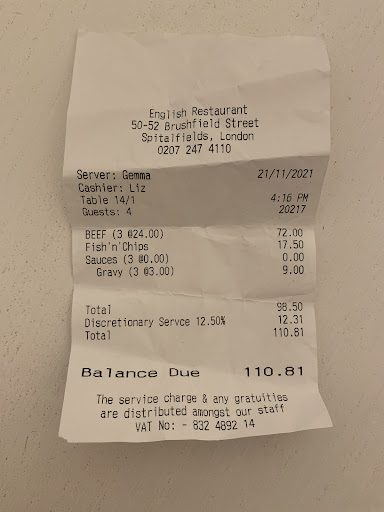 English Restaurant
50-52 Brushfield Street
Spitalfields, London
0207 247 4110
Server: Gemma 21/11/2021
Cashier: Liz
Table 14/1 4:16 PM
Guests: 4 20217
BEEF (3 @24.00) 72.00
Fish'n'Chips 17.50
Sauces (3 @0.00) 0.00
Gravy (3 @3.00) 9.00
Total 98.50
Discretionary Servce 12.50% 12.31
Total 110.81
Balance Due 110.81
The service charge & any gratuities
are distributed amongst our staff
VAT No: - 832 4892 14